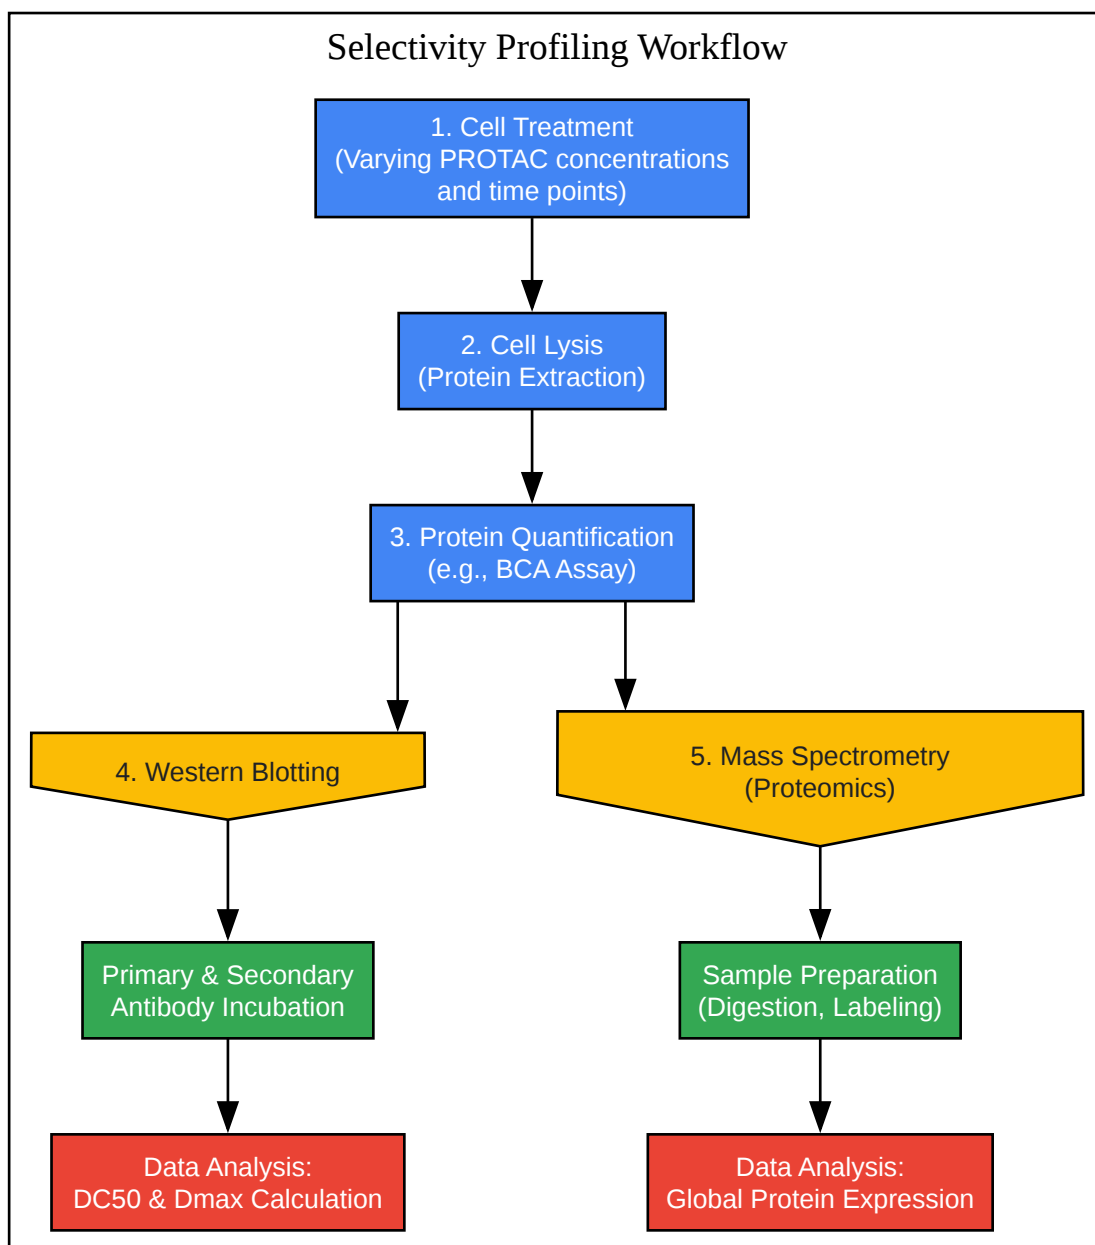 Selectivity Profiling Workflow
1. Cell Treatment
(Varying PROTAC concentrations
and time points)
2. Cell Lysis
(Protein Extraction)
3. Protein Quantification
(e.g., BCA Assay)
4. Western Blotting
5. Mass Spectrometry
(Proteomics)
Primary & Secondary
Antibody Incubation
Sample Preparation
(Digestion, Labeling)
Data Analysis:
DC50 & Dmax Calculation
Data Analysis:
Global Protein Expression